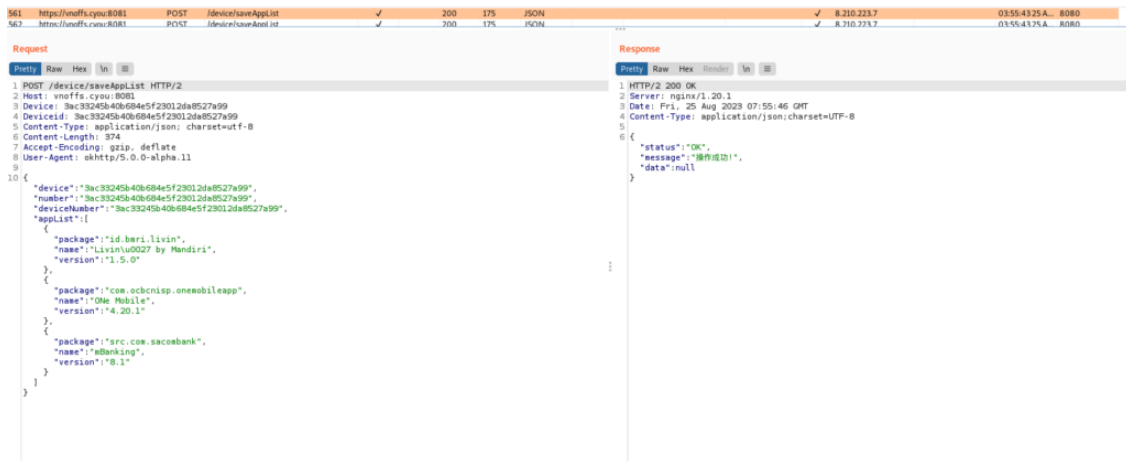 561 https://vnoffs.cyou:8081 POST /device/saveAppList ✓ 200 175 JSON ✓ 8.210.223.7 03:55:43 25 A... 8080
562 https://vnoffs.cyou:8081 POST /device/saveAppList ✓ 200 175 JSON ✓ 8.210.223.7 03:55:43 25 A... 8080
Request
Pretty Raw Hex \n
1 POST /device/saveAppList HTTP/2
2 Host: vnoffs.cyou:8081
3 Device: 3ac33245b40b684e5f23012da8527a99
4 Deviceid: 3ac33245b40b684e5f23012da8527a99
5 Content-Type: application/json; charset=utf-8
6 Content-Length: 374
7 Accept-Encoding: gzip, deflate
8 User-Agent: okhttp/5.0.0-alpha.11
9
10 {
"device":"3ac33245b40b684e5f23012da8527a99",
"number":"3ac33245b40b684e5f23012da8527a99",
"deviceNumber":"3ac33245b40b684e5f23012da8527a99",
"appList":[
{
"package":"id.bmri.livin",
"name":"Livin\u0027 by Mandiri",
"version":"1.5.0"
},
{
"package":"com.ocbcnisp.onemobileapp",
"name":"ONe Mobile",
"version":"4.20.1"
},
{
"package":"src.com.sacombank",
"name":"mBanking",
"version":"8.1"
}
]
}
Response
Pretty Raw Hex Render \n
1 HTTP/2 200 OK
2 Server: nginx/1.20.1
3 Date: Fri, 25 Aug 2023 07:55:46 GMT
4 Content-Type: application/json;charset=UTF-8
5
6 {
"status":"OK",
"message":"操作成功!",
"data":null
}